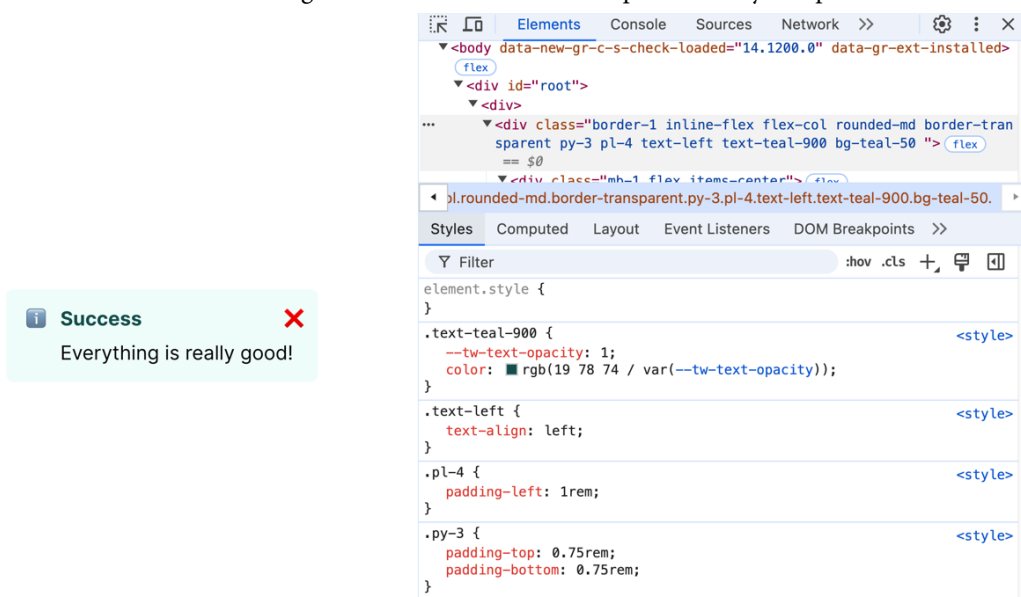 Elements Console Sources Network
<body data-new-gr-c-s-check-loaded="14.1200.0" data-gr-ext-installed>
flex
<div id="root">
<div>
<div class="border-1 inline-flex flex-col rounded-md border-tran
sparent py-3 pl-4 text-left text-teal-900 bg-teal-50 "> flex
== $0
<div class="mb-1 flex items-center"> flex
ol.rounded-md.border-transparent.py-3.pl-4.text-left.text-teal-900.bg-teal-50.
Styles Computed Layout Event Listeners DOM Breakpoints
Filter :hov .cls
element.style {
}
.text-teal-900 { <style>
--tw-text-opacity: 1;
color: rgb(19 78 74 / var(--tw-text-opacity));
}
.text-left { <style>
text-align: left;
}
.pl-4 { <style>
padding-left: 1rem;
}
.py-3 { <style>
padding-top: 0.75rem;
padding-bottom: 0.75rem;
}
Success
Everything is really good!